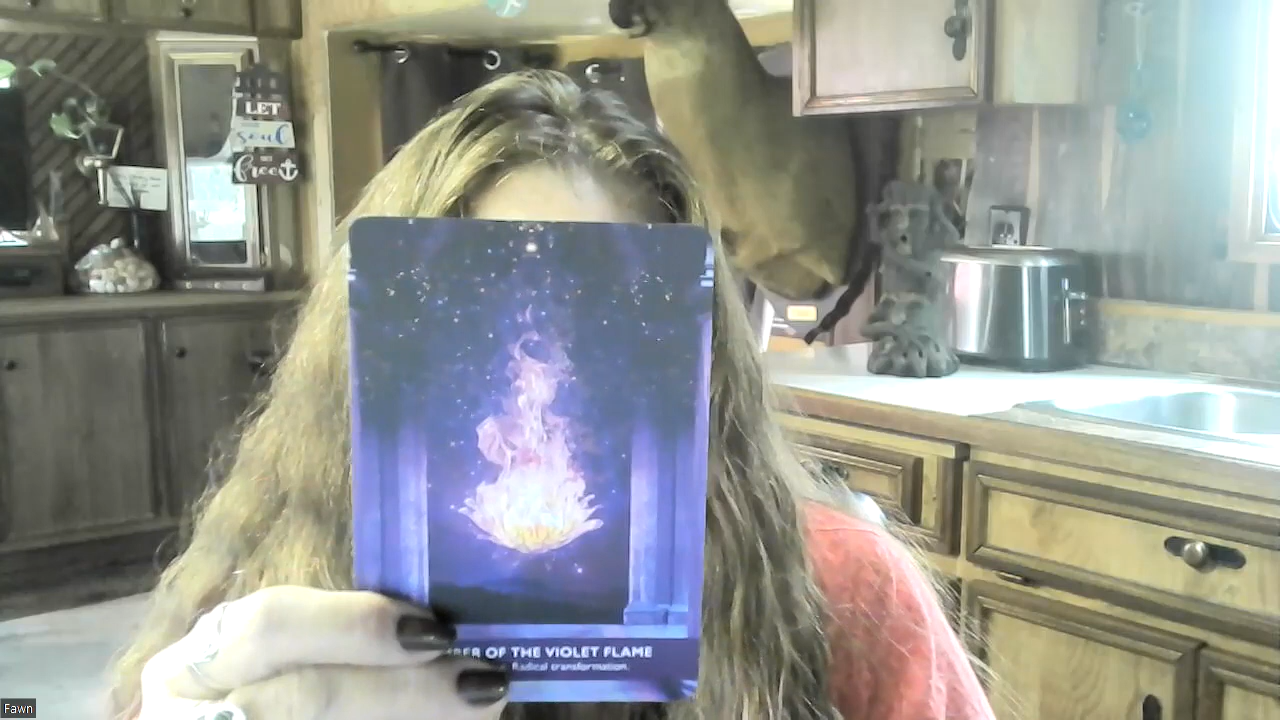 LET
soul
free
BER OF THE VIOLET FLAME
Radical transformation.
Fawn